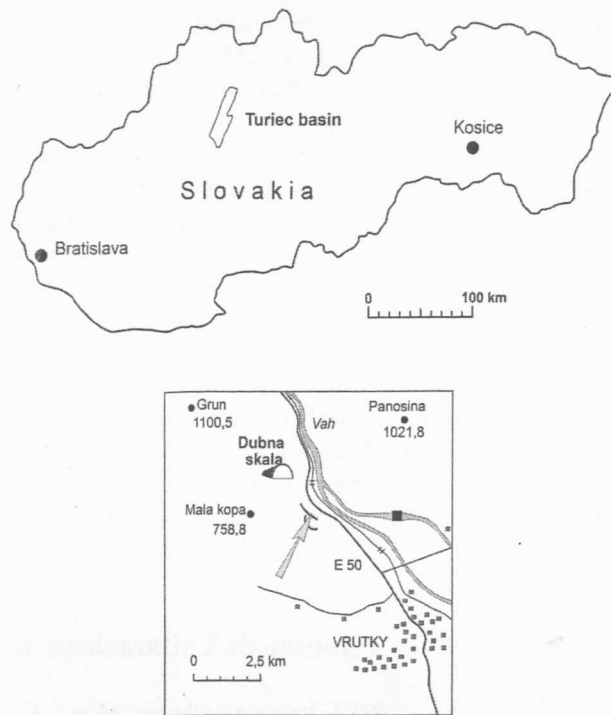 Turiec basin
Kosice
Slovakia
Bratislava
0 100 km
Grun
1100,5
Vah
Panosina
1021,8
Dubna
skala
Mala kopa
758,8
E 50
VRUTKY
0 2,5 km